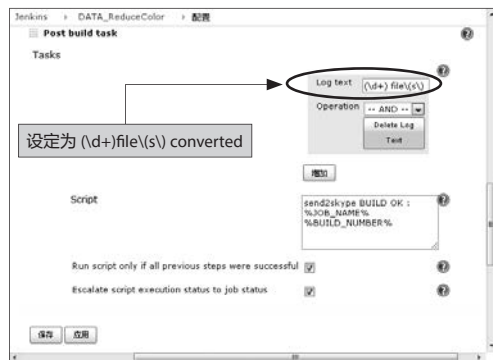 Jenkins › DATA_ReduceColor › 配置
Post build task
Tasks
Log text (\d+) file\(s\)
Operation -- AND --
Delete Log
Text
设定为 (\d+)file\(s\) converted
增加
Script
send2skype BUILD OK :
%JOB_NAME%
%BUILD_NUMBER%
Run script only if all previous steps were successful
Escalate script execution status to job status
保存 应用